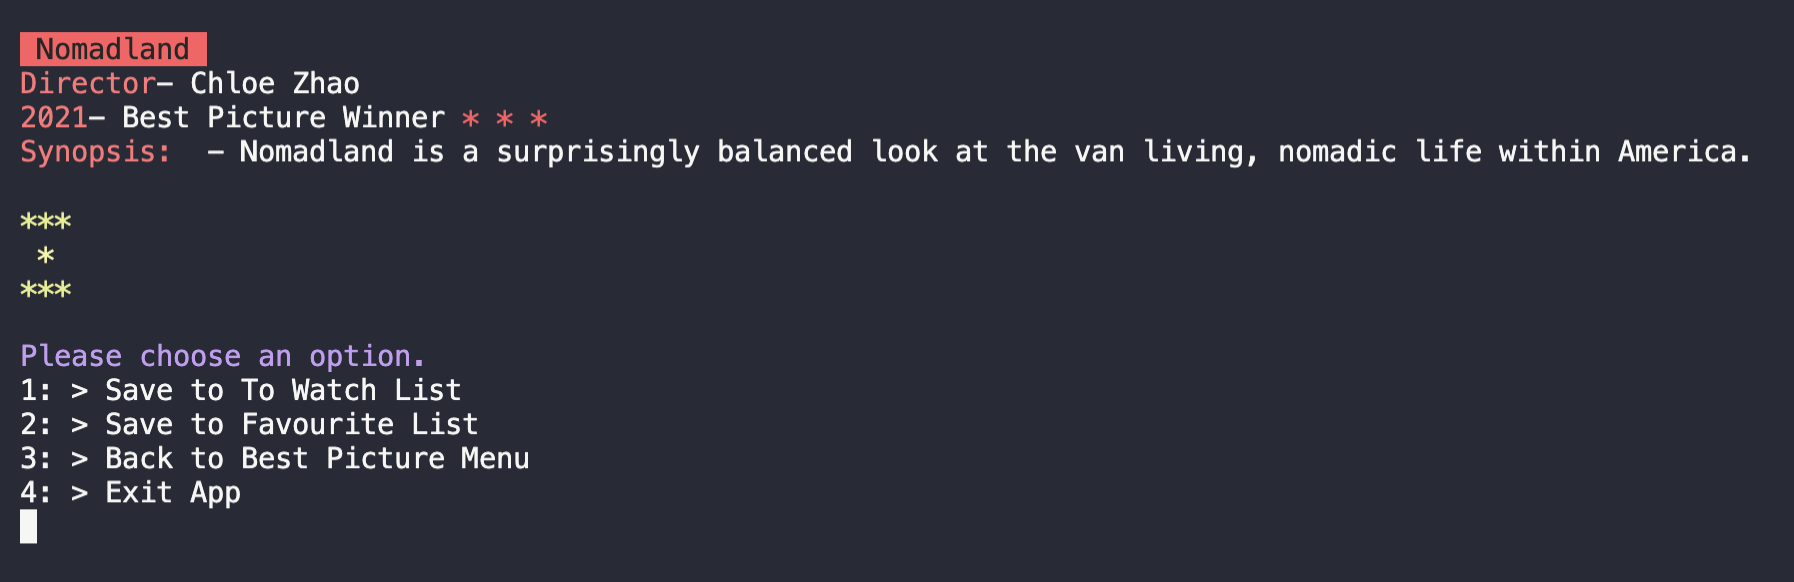 Nomadland
Director– Chloe Zhao
2021– Best Picture Winner * * *
Synopsis:  – Nomadland is a surprisingly balanced look at the van living, nomadic life within America.
***
 *
***
Please choose an option.
1: > Save to To Watch List
2: > Save to Favourite List
3: > Back to Best Picture Menu
4: > Exit App